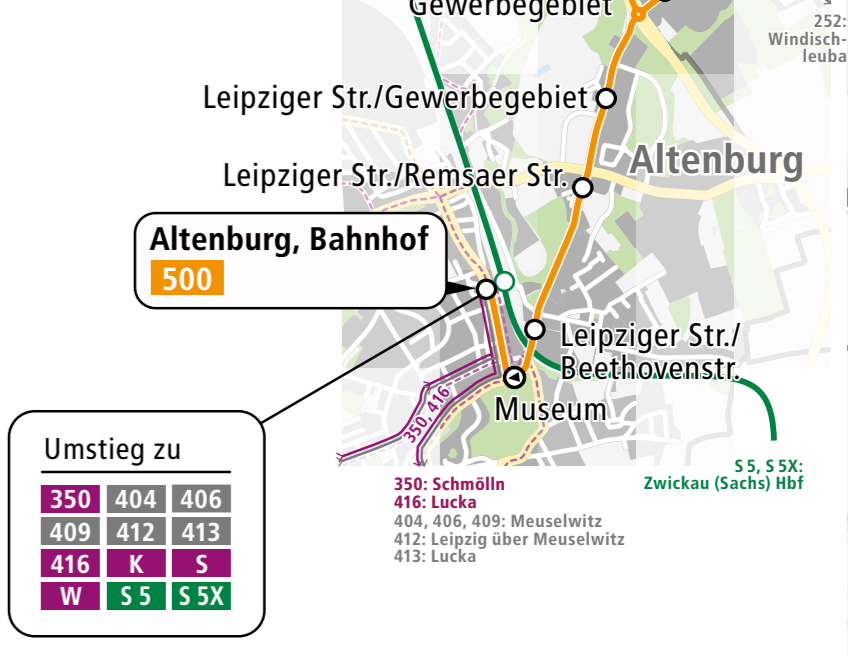 Gewerbegebiet
252:
Windisch-
leuba
Leipziger Str./Gewerbegebiet
Altenburg
Leipziger Str./Remsaer Str.
Altenburg, Bahnhof
500
Leipziger Str./
Beethovenstr.
Museum
350, 416
Umstieg zu
350 404 406
409 412 413
416 K S
W S 5 S 5X
350: Schmölln
416: Lucka
404, 406, 409: Meuselwitz
412: Leipzig über Meuselwitz
413: Lucka
S 5, S 5X:
Zwickau (Sachs) Hbf